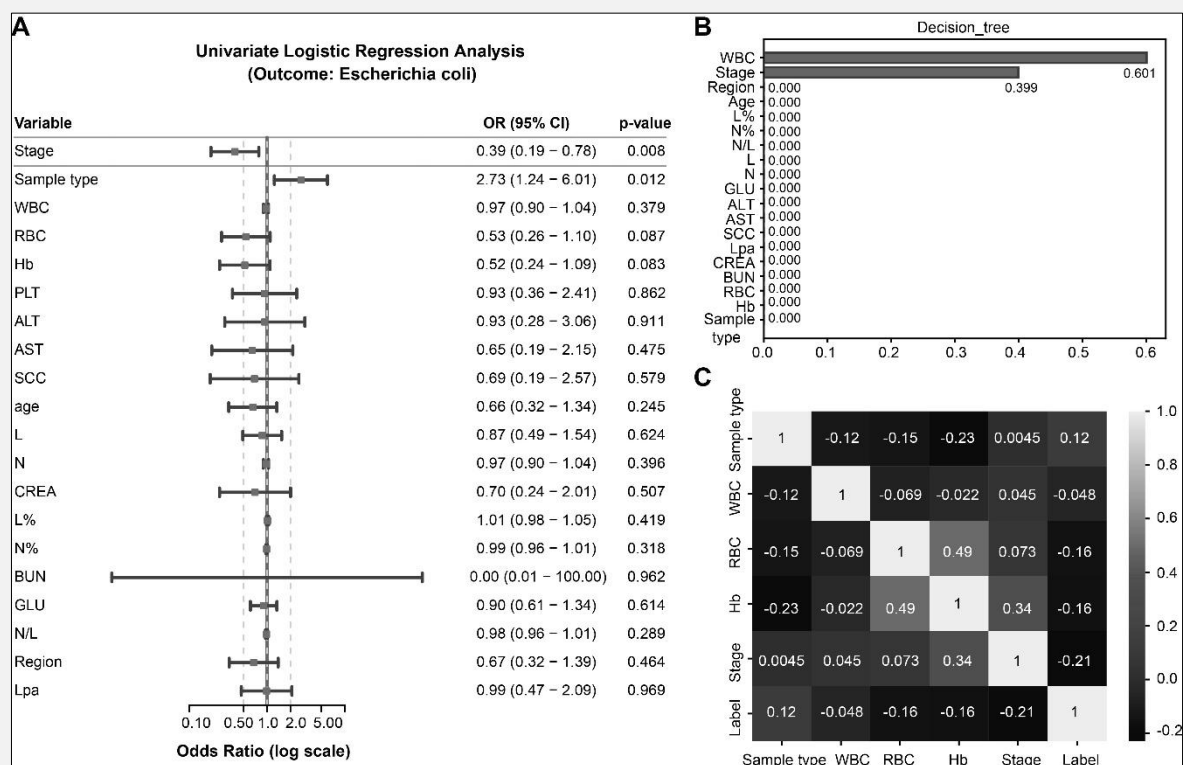 A
Univariate Logistic Regression Analysis
(Outcome: Escherichia coli)
Variable OR (95% CI) p-value
Stage 0.39 (0.19 – 0.78) 0.008
Sample type 2.73 (1.24 – 6.01) 0.012
WBC 0.97 (0.90 – 1.04) 0.379
RBC 0.53 (0.26 – 1.10) 0.087
Hb 0.52 (0.24 – 1.09) 0.083
PLT 0.93 (0.36 – 2.41) 0.862
ALT 0.93 (0.28 – 3.06) 0.911
AST 0.65 (0.19 – 2.15) 0.475
SCC 0.69 (0.19 – 2.57) 0.579
age 0.66 (0.32 – 1.34) 0.245
L 0.87 (0.49 – 1.54) 0.624
N 0.97 (0.90 – 1.04) 0.396
CREA 0.70 (0.24 – 2.01) 0.507
L% 1.01 (0.98 – 1.05) 0.419
N% 0.99 (0.96 – 1.01) 0.318
BUN 0.00 (0.01 – 100.00) 0.962
GLU 0.90 (0.61 – 1.34) 0.614
N/L 0.98 (0.96 – 1.01) 0.289
Region 0.67 (0.32 – 1.39) 0.464
Lpa 0.99 (0.47 – 2.09) 0.969
0.10 0.50 1.0 2.0 5.00
Odds Ratio (log scale)
B
Decision_tree
WBC 0.601
Stage 0.399
Region 0.000
Age 0.000
L% 0.000
N% 0.000
N/L 0.000
L 0.000
N 0.000
GLU 0.000
ALT 0.000
AST 0.000
SCC 0.000
Lpa 0.000
CREA 0.000
BUN 0.000
RBC 0.000
Hb 0.000
Sample type 0.000
0.0 0.1 0.2 0.3 0.4 0.5 0.6
C
Sample type 1 -0.12 -0.15 -0.23 0.0045 0.12
WBC -0.12 1 -0.069 -0.022 0.045 -0.048
RBC -0.15 -0.069 1 0.49 0.073 -0.16
Hb -0.23 -0.022 0.49 1 0.34 -0.16
Stage 0.0045 0.045 0.073 0.34 1 -0.21
Label 0.12 -0.048 -0.16 -0.16 -0.21 1
Sample type WBC RBC Hb Stage Label
1.0
0.8
0.6
0.4
0.2
0.0
-0.2